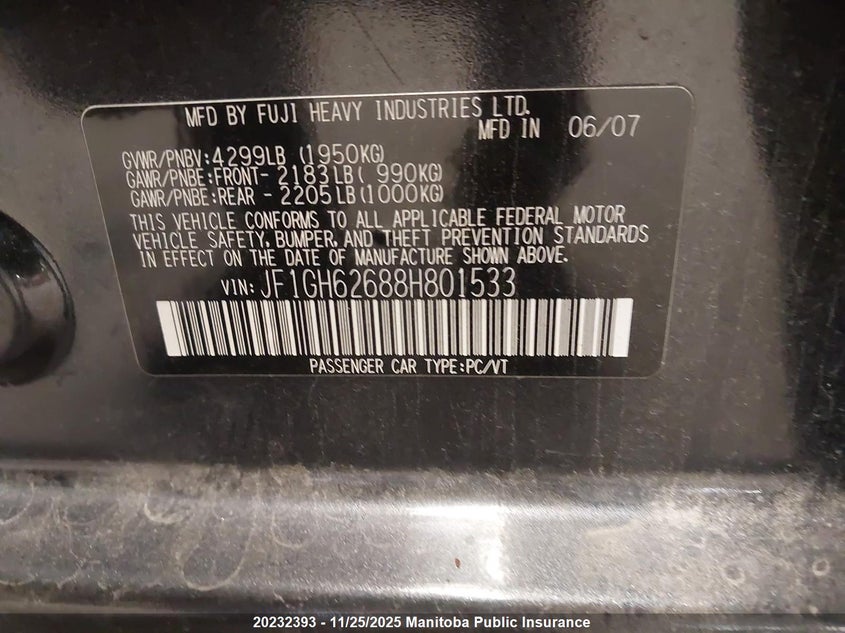 MFD BY FUJI HEAVY INDUSTRIES LTD.
MFD IN 06/07
GVWR/PNBV:4299LB (1950KG)
GAWR/PNBE:FRONT- 2183LB( 990KG)
GAWR/PNBE:REAR - 2205LB(1000KG)
THIS VEHICLE CONFORMS TO ALL APPLICABLE FEDERAL MOTOR
VEHICLE SAFETY, BUMPER, AND THEFT PREVENTION STANDARDS
IN EFFECT ON THE DATE OF MANUFACTURE SHOWN ABOVE.
VIN:JF1GH62688H801533
PASSENGER CAR TYPE:PC/VT
20232393 - 11/25/2025 Manitoba Public Insurance